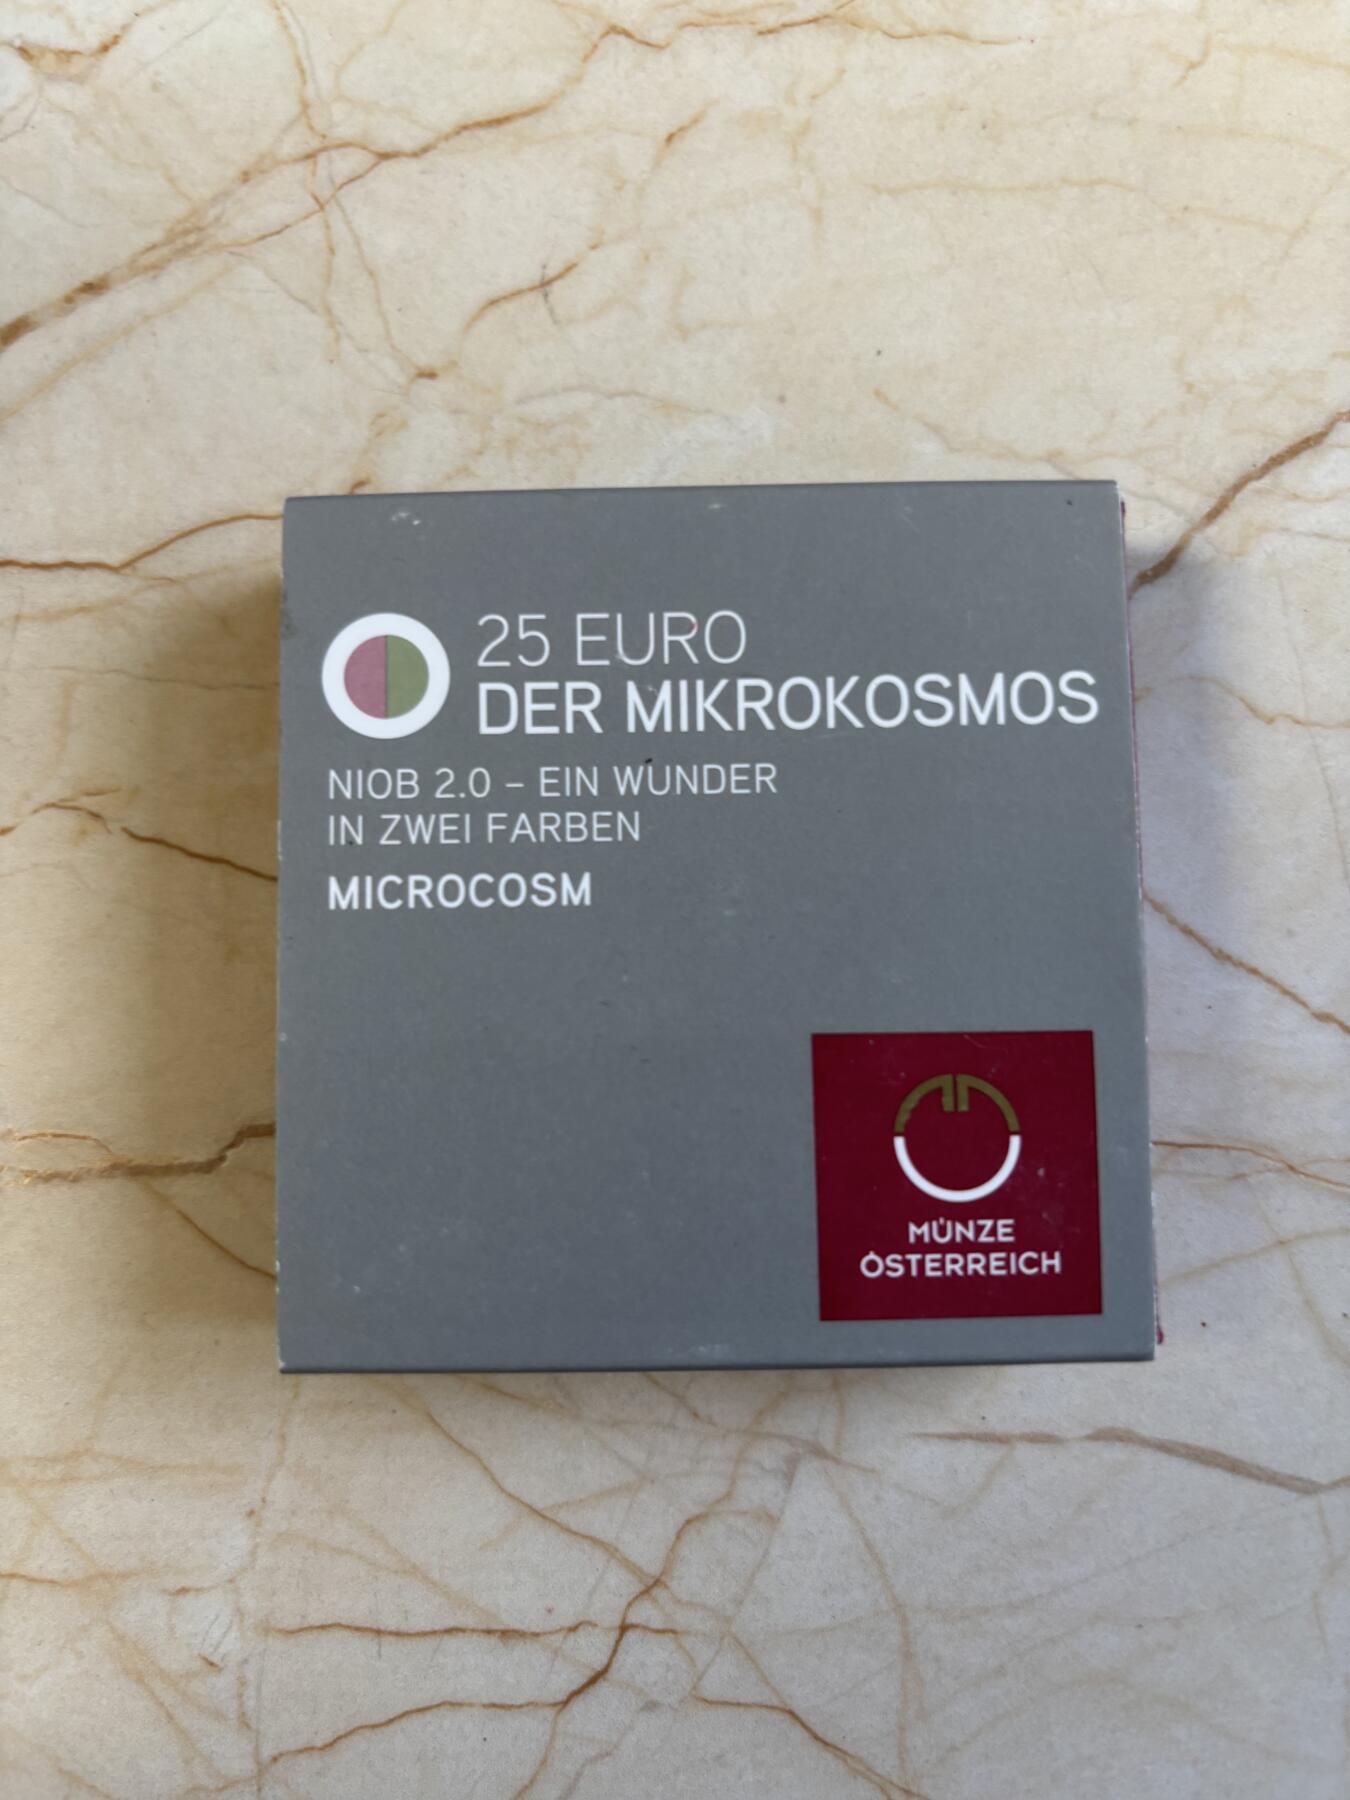 25 EURO
DER MIKROKOSMOS
NIOB 2.0 – EIN WUNDER
IN ZWEI FARBEN
MICROCOSM
MÜNZE
ÖSTERREICH